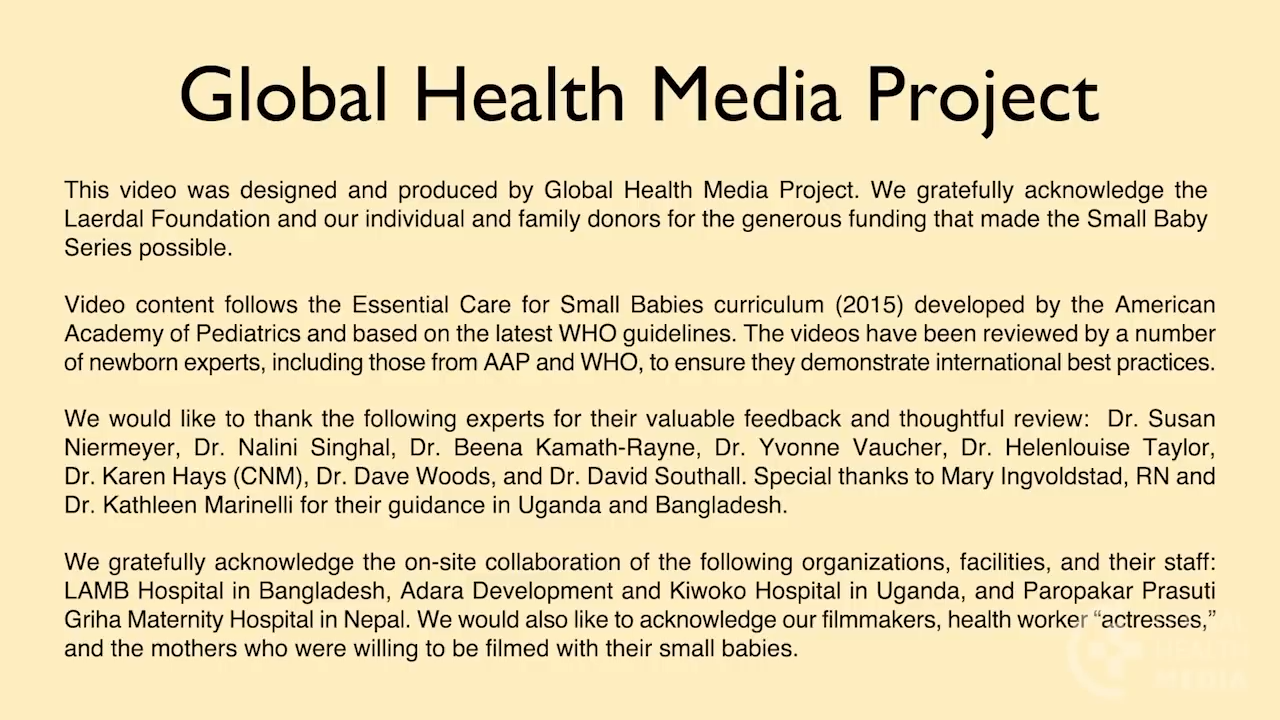 Global Health Media Project
This video was designed and produced by Global Health Media Project. We gratefully acknowledge the
Laerdal Foundation and our individual and family donors for the generous funding that made the Small Baby
Series possible.
Video content follows the Essential Care for Small Babies curriculum (2015) developed by the American
Academy of Pediatrics and based on the latest WHO guidelines. The videos have been reviewed by a number
of newborn experts, including those from AAP and WHO, to ensure they demonstrate international best practices.
We would like to thank the following experts for their valuable feedback and thoughtful review:  Dr. Susan
Niermeyer, Dr. Nalini Singhal, Dr. Beena Kamath-Rayne, Dr. Yvonne Vaucher, Dr. Helenlouise Taylor,
Dr. Karen Hays (CNM), Dr. Dave Woods, and Dr. David Southall. Special thanks to Mary Ingvoldstad, RN and
Dr. Kathleen Marinelli for their guidance in Uganda and Bangladesh.
We gratefully acknowledge the on-site collaboration of the following organizations, facilities, and their staff:
LAMB Hospital in Bangladesh, Adara Development and Kiwoko Hospital in Uganda, and Paropakar Prasuti
Griha Maternity Hospital in Nepal. We would also like to acknowledge our filmmakers, health worker “actresses,”
and the mothers who were willing to be filmed with their small babies.
HEALTH
MEDIA